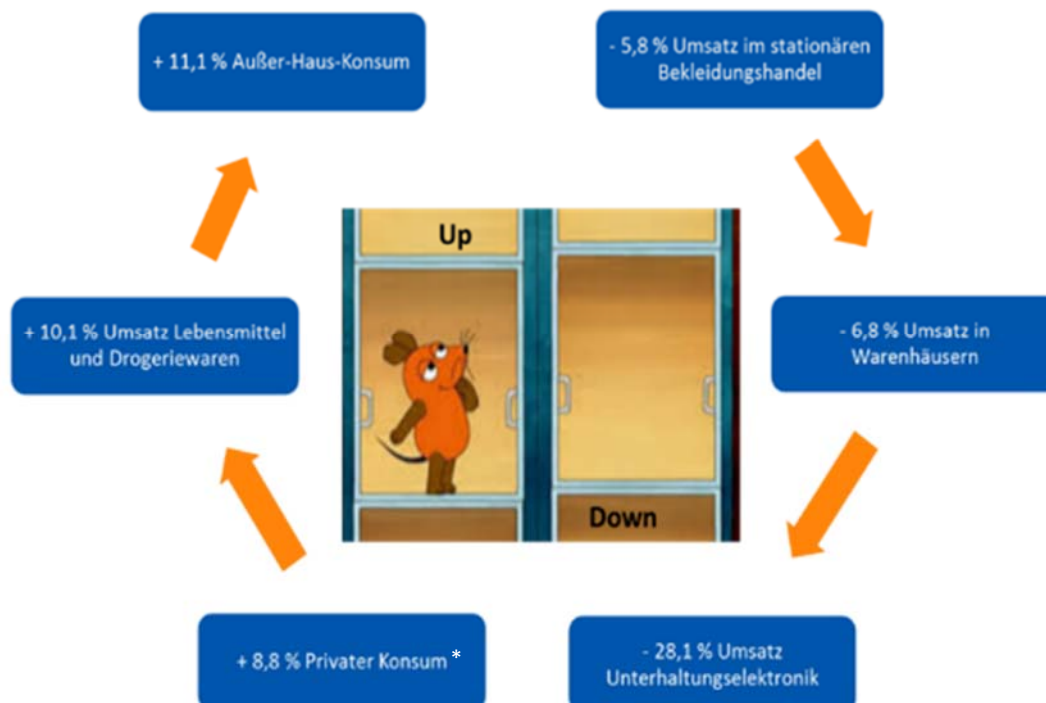 + 11,1 % Außer-Haus-Konsum
- 5,8 % Umsatz im stationären
Bekleidungshandel
Up
+ 10,1 % Umsatz Lebensmittel
und Drogeriewaren
- 6,8 % Umsatz in
Warenhäusern
Down
+ 8,8 % Privater Konsum *
- 28,1 % Umsatz
Unterhaltungselektronik